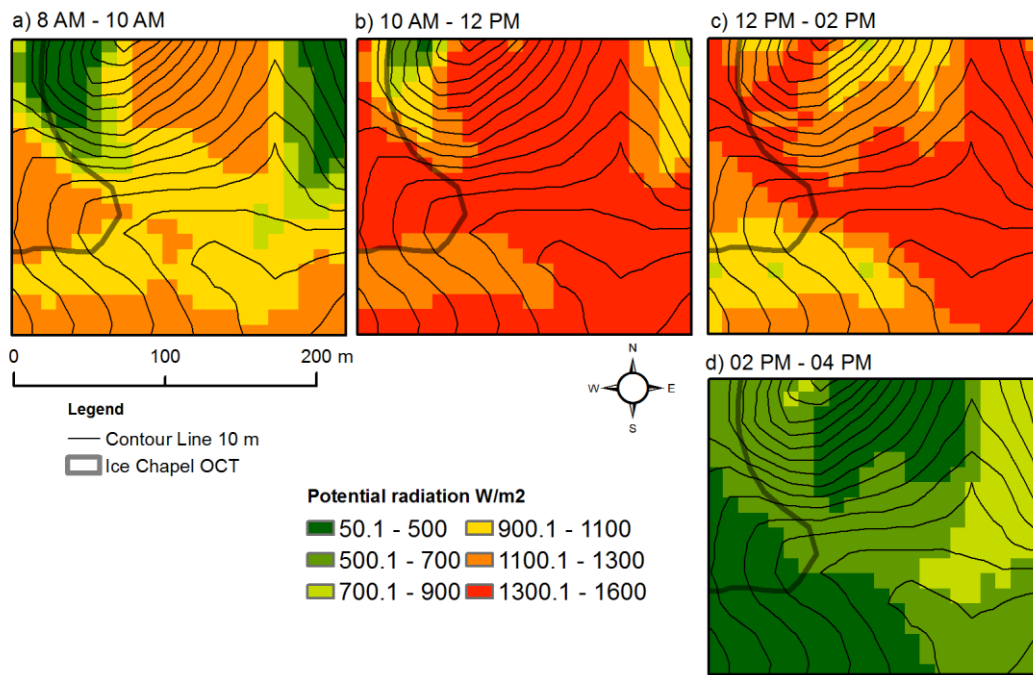 a) 8 AM - 10 AM
b) 10 AM - 12 PM
c) 12 PM - 02 PM
0 100 200 m
d) 02 PM - 04 PM
N
W E
S
Legend
Contour Line 10 m
Ice Chapel OCT
Potential radiation W/m2
50.1 - 500 900.1 - 1100
500.1 - 700 1100.1 - 1300
700.1 - 900 1300.1 - 1600